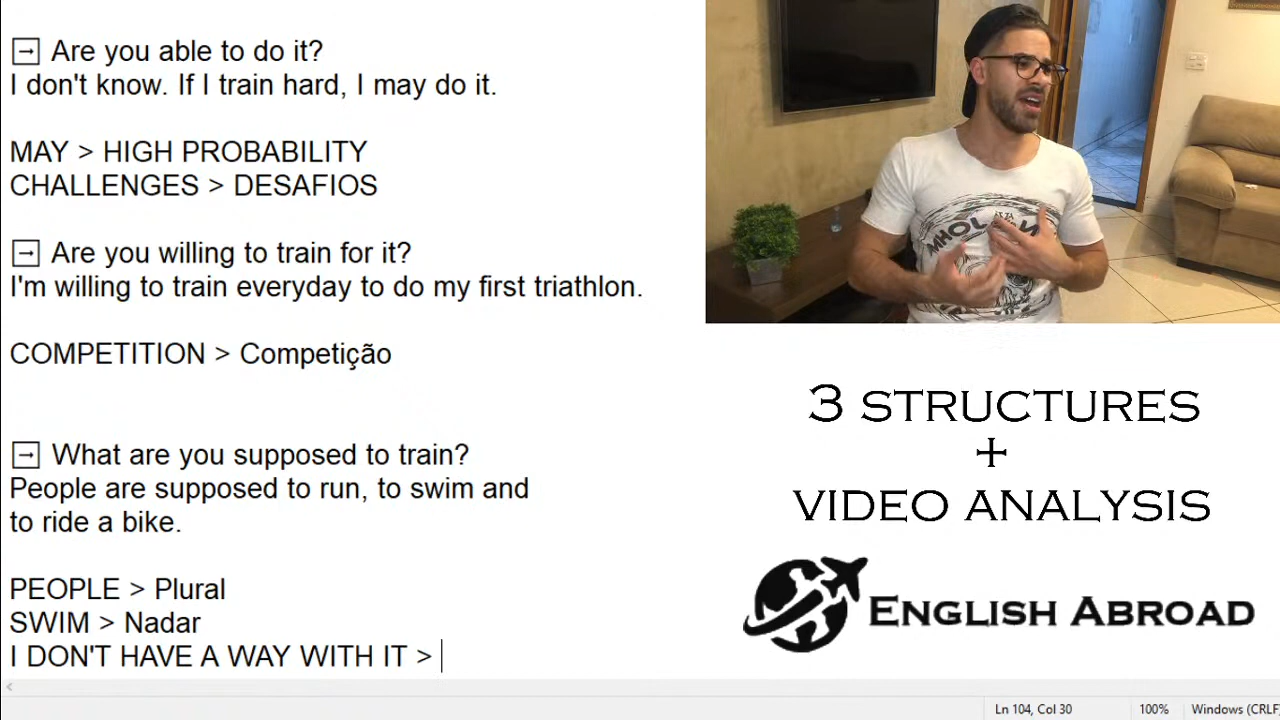 → Are you able to do it?
I don't know. If I train hard, I may do it.
MAY > HIGH PROBABILITY
CHALLENGES > DESAFIOS
→ Are you willing to train for it?
I'm willing to train everyday to do my first triathlon.
COMPETITION > Competição
→ What are you supposed to train?
People are supposed to run, to swim and
to ride a bike.
PEOPLE > Plural
SWIM > Nadar
I DON'T HAVE A WAY WITH IT >
3 STRUCTURES
+
VIDEO ANALYSIS
ENGLISH ABROAD
Ln 104, Col 30
100%
Windows (CRLF